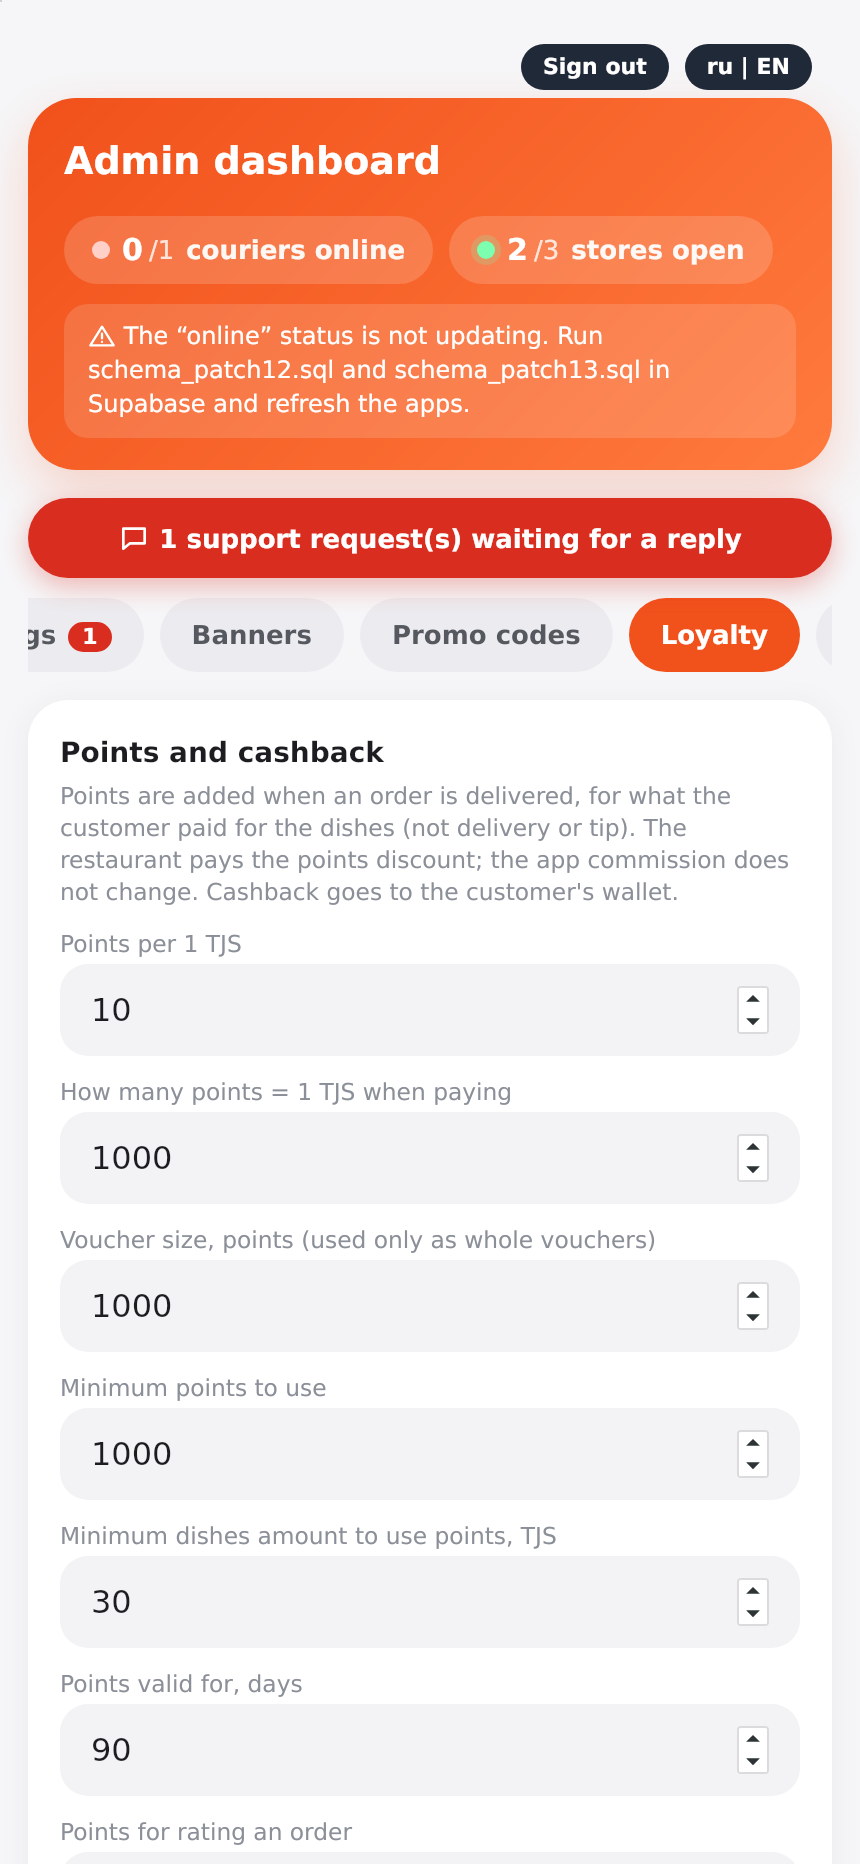 Sign out
ru | EN
Admin dashboard
0 /1 couriers online
2 /3 stores open
⚠ The “online” status is not updating. Run
schema_patch12.sql and schema_patch13.sql in
Supabase and refresh the apps.
1 support request(s) waiting for a reply
gs 1
Banners
Promo codes
Loyalty
Points and cashback
Points are added when an order is delivered, for what the
customer paid for the dishes (not delivery or tip). The
restaurant pays the points discount; the app commission does
not change. Cashback goes to the customer's wallet.
Points per 1 TJS
10
How many points = 1 TJS when paying
1000
Voucher size, points (used only as whole vouchers)
1000
Minimum points to use
1000
Minimum dishes amount to use points, TJS
30
Points valid for, days
90
Points for rating an order